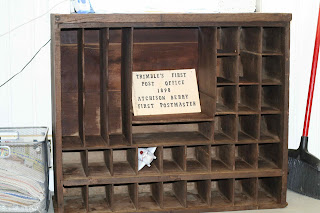 TRIMBLE'S FIRST
POST OFFICE
1898
ATCHISON BERRY
FIRST POSTMASTER